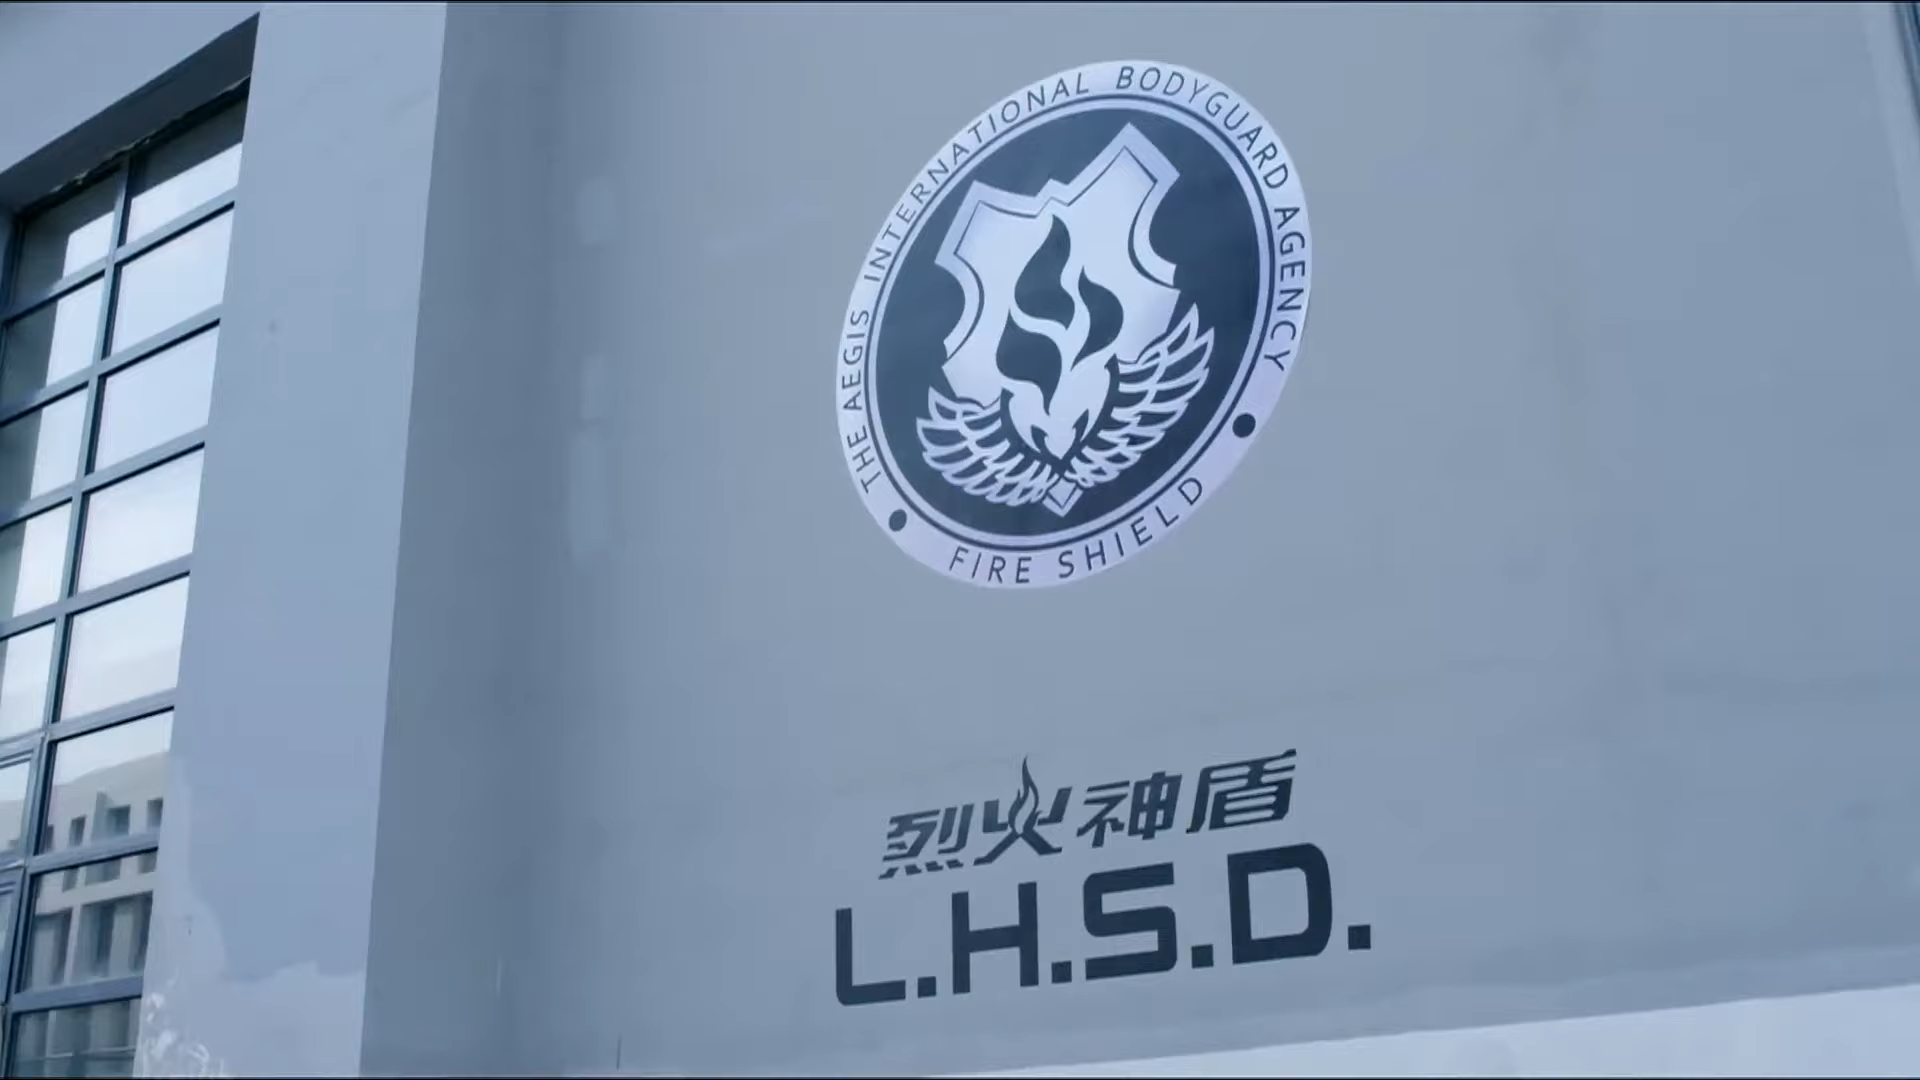 THE AEGIS INTERNATIONAL BODYGUARD AGENCY
FIRE SHIELD
烈火神盾
L.H.S.D.